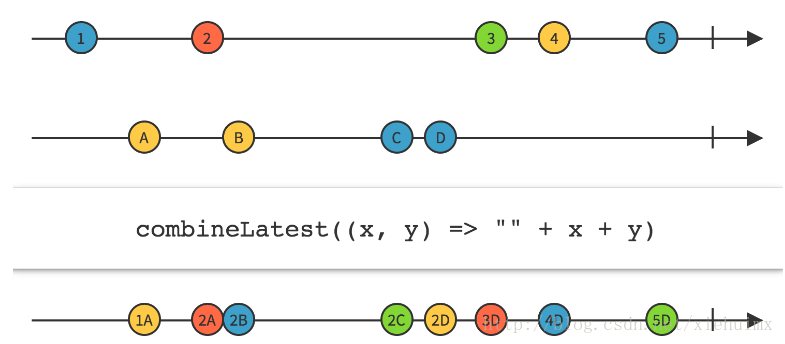 1 2 3 4 5
A B C D
combineLatest((x, y) => "" + x + y)
1A 2A 2B 2C 2D 3D 4D 5D